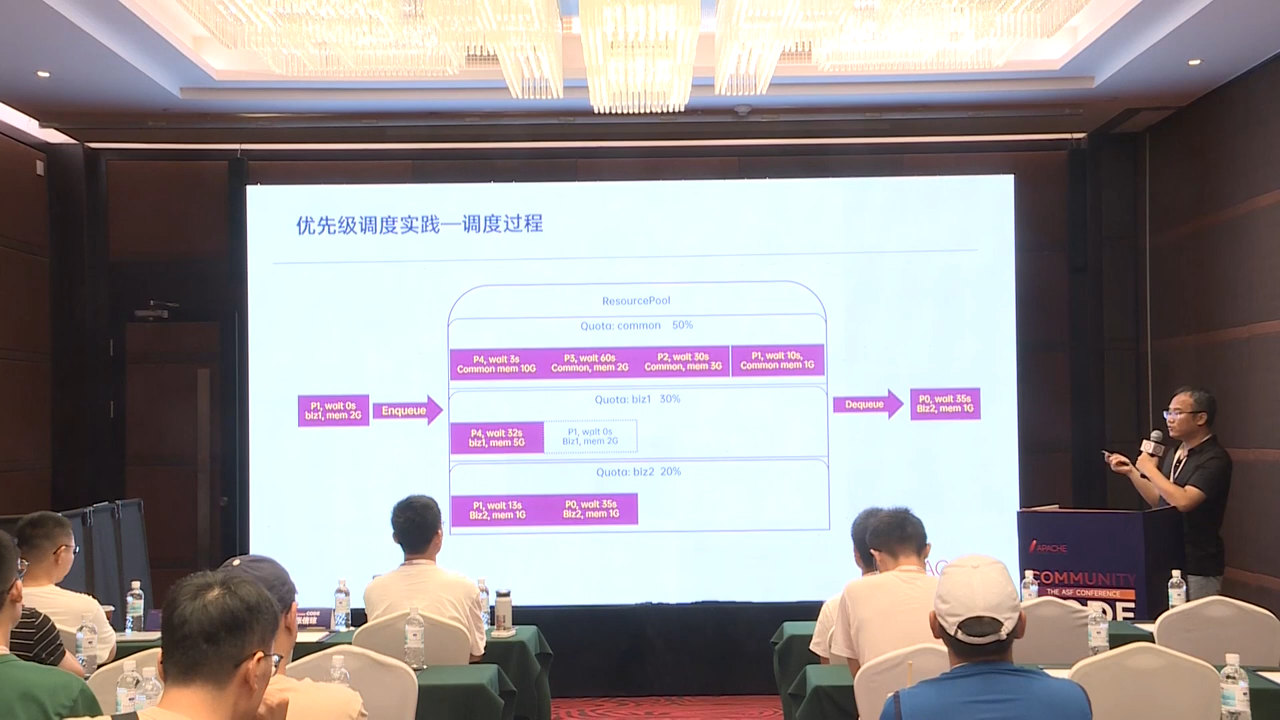 优先级调度实践—调度过程
ResourcePool
Quota: common 50%
P4, wait 3s
Common mem 10G
P3, wait 60s
Common, mem 2G
P2, wait 30s
Common, mem 3G
P1, wait 10s,
Common mem 1G
P1, wait 0s
biz1, mem 2G
Enqueue
Quota: biz1 30%
P4, wait 32s
biz1, mem 5G
P1, wait 0s
Biz1, mem 2G
Dequeue
P0, wait 35s
Biz2, mem 1G
Quota: biz2 20%
P1, wait 13s
Biz2, mem 1G
P0, wait 35s
Biz2, mem 1G
APACHE
COMMUNITY
THE ASF CONFERENCE
CODE